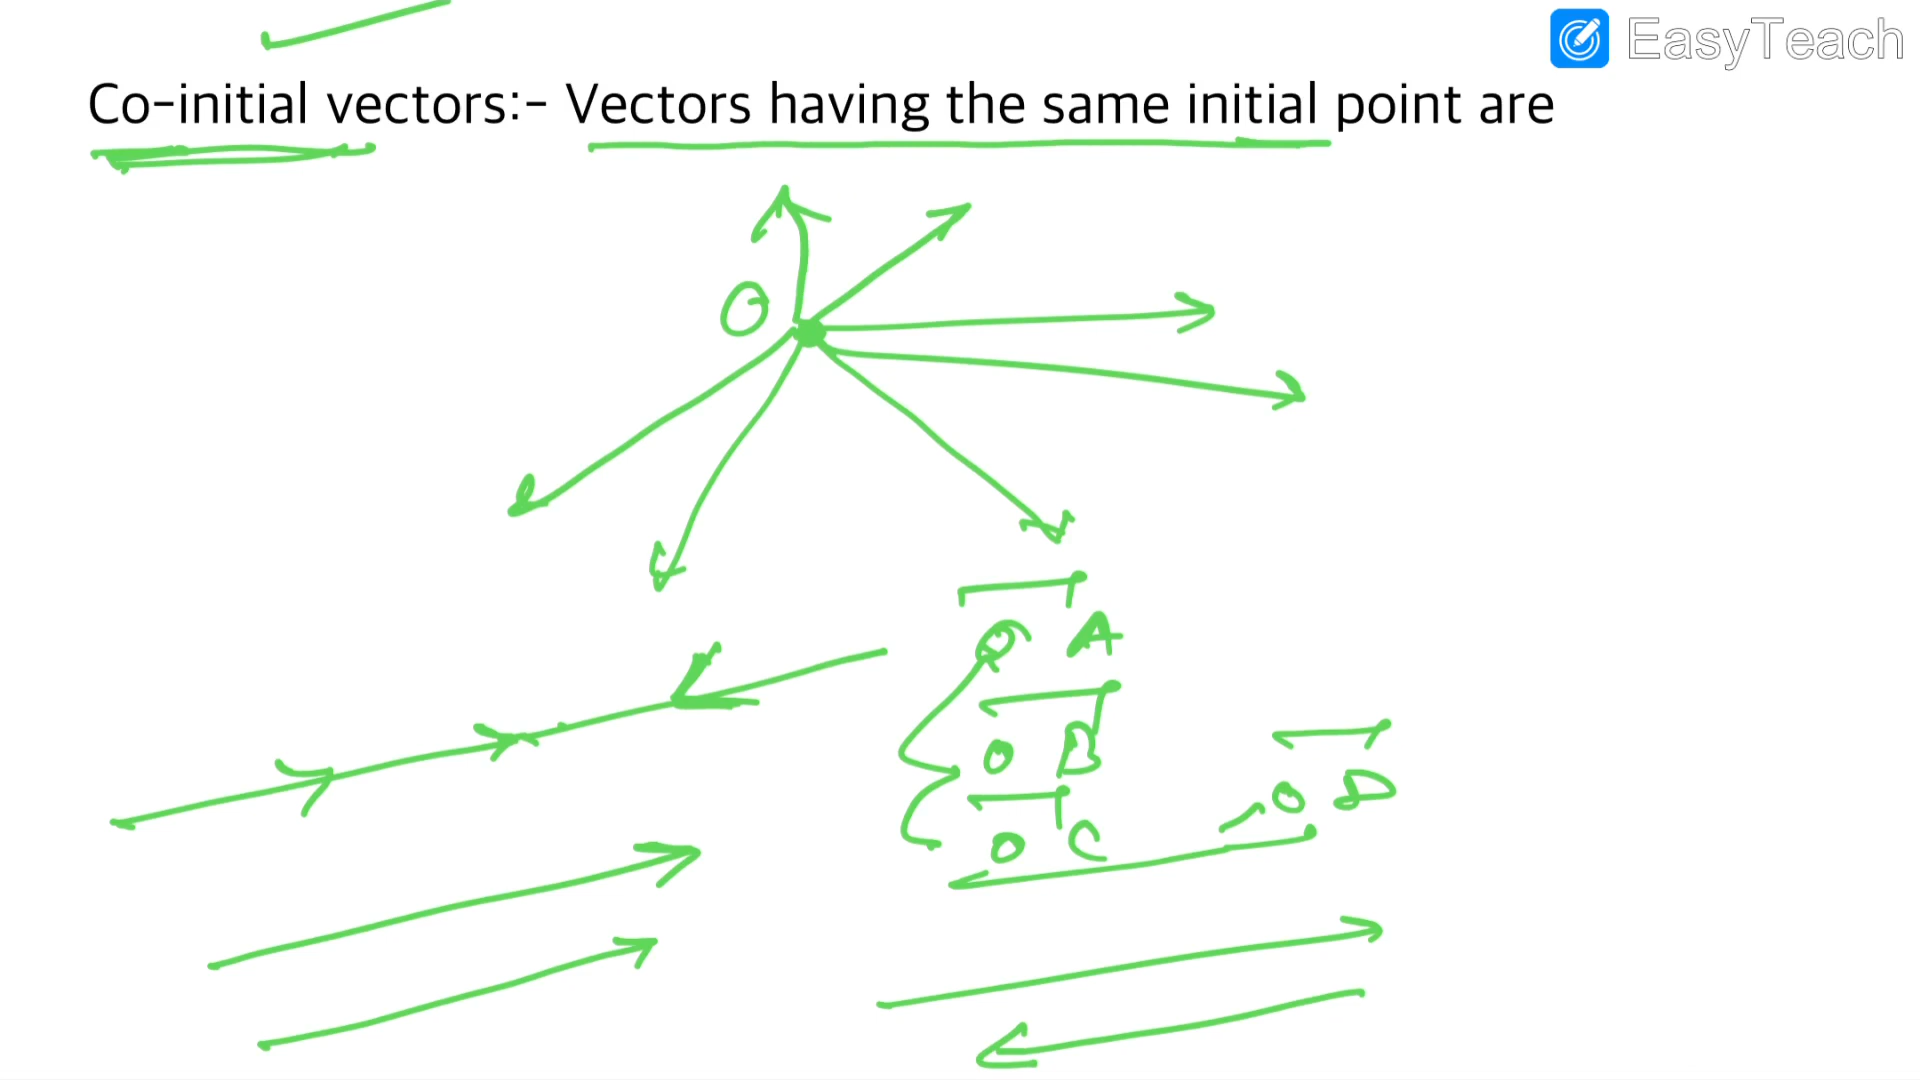 EasyTeach
Co-initial vectors:- Vectors having the same initial point are
O
O A
O B
O D
O C